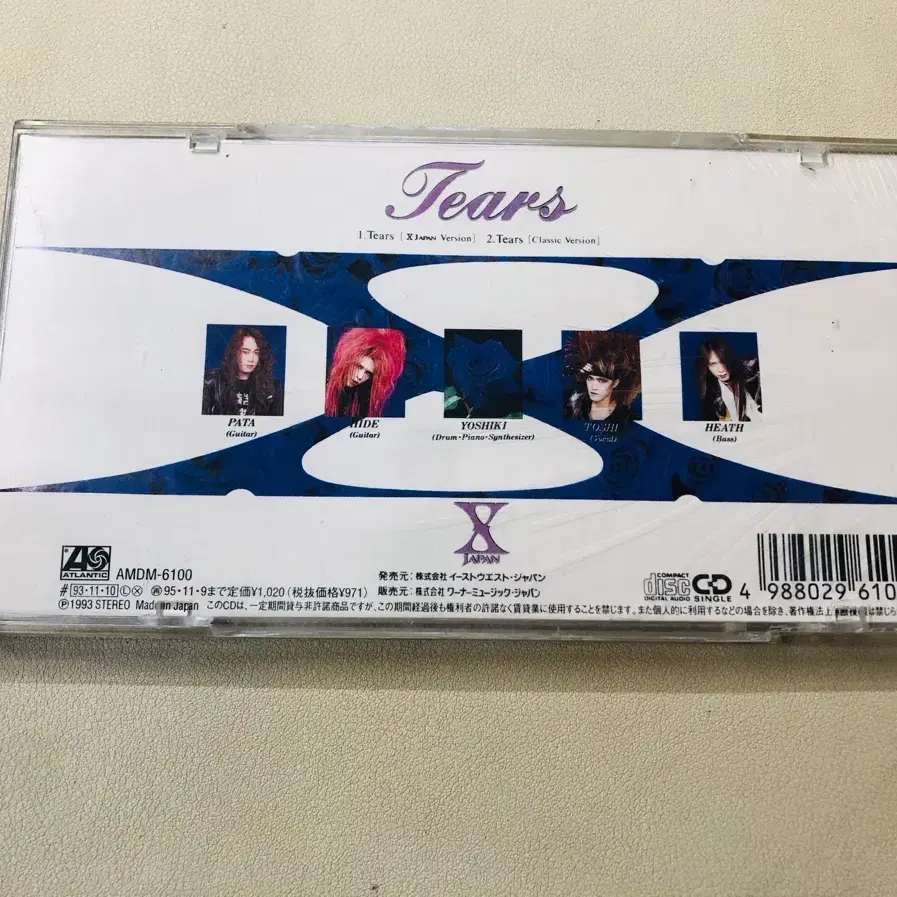 Tears
1.Tears [X JAPAN Version] 2.Tears [Classic Version]
PATA
(Guitar)
HIDE
(Guitar)
YOSHIKI
(Drum・Piano・Synthesizer)
TOSHI
(Vocal)
HEATH
(Bass)
X
JAPAN
ATLANTIC
AMDM-6100
発売元:株式会社 イーストウエスト・ジャパン
#93・11・10 Ⓛ Ⓧ 再95・11・9まで定価¥1,020(税抜価格¥971)
販売元:株式会社 ワーナーミュージック・ジャパン
Ⓟ1993 STEREO Made in Japan このCDは、一定期間貸与非許諾商品ですが、この期間経過後も権利者の許諾なく賃貸業に使用することを禁じます。また個人的に利用するなどの場合を除き、著作権法上
COMPACT
disc
DIGITAL AUDIO
CD
SINGLE
4 988029 610